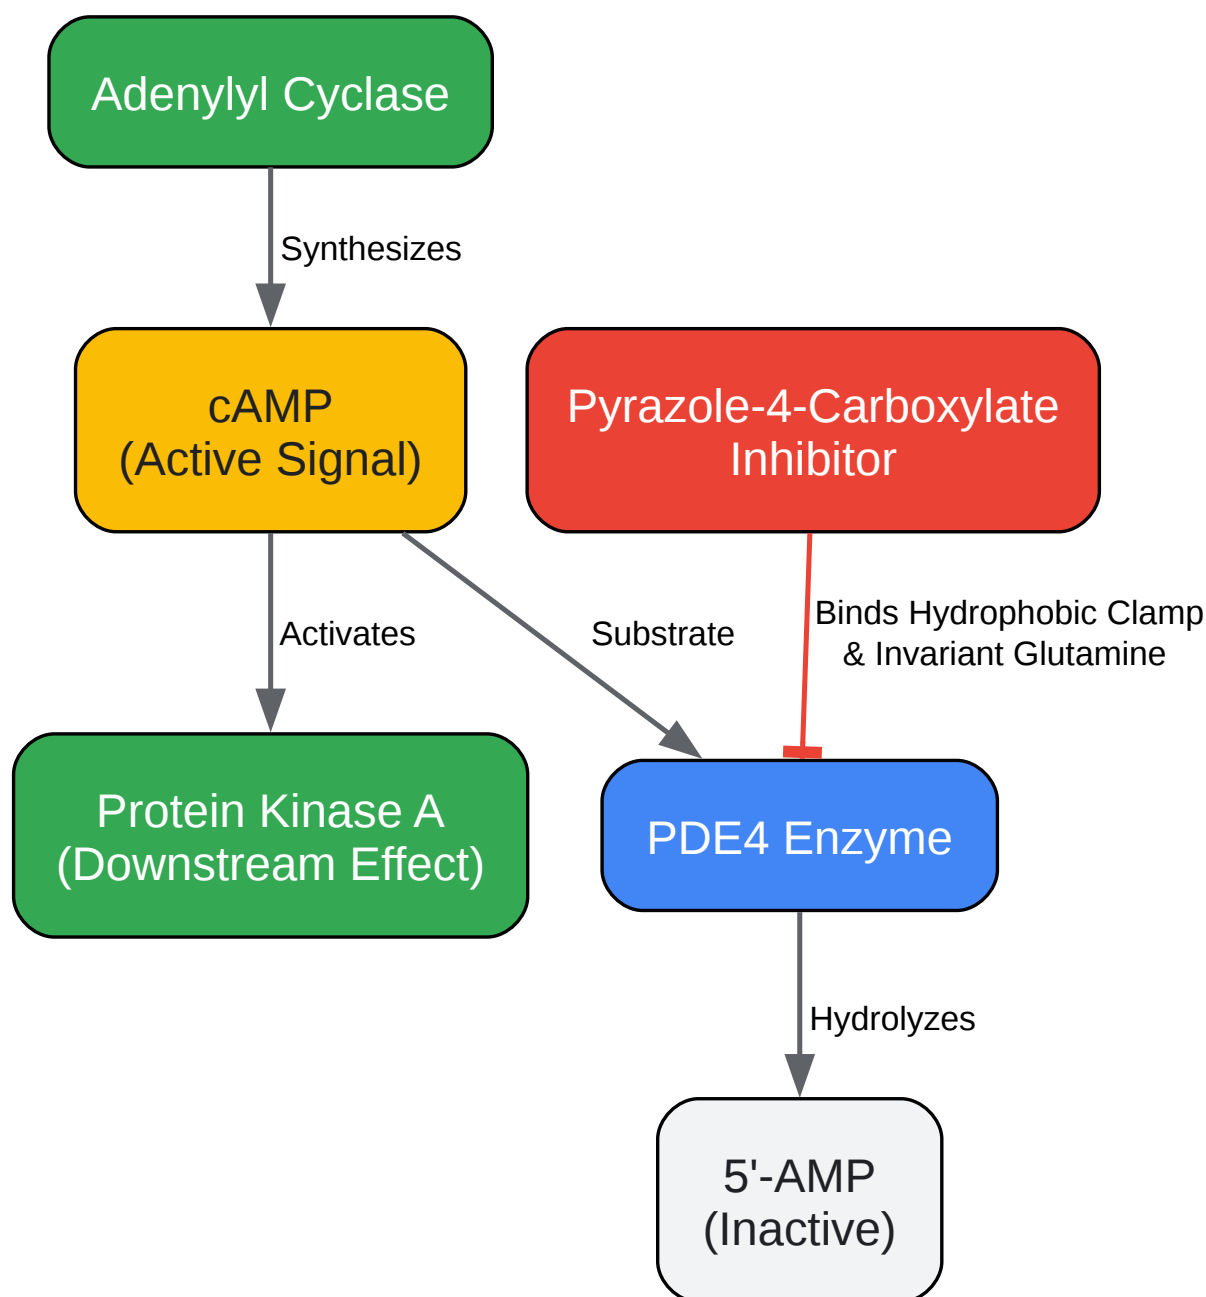 Adenylyl Cyclase
Synthesizes
cAMP
(Active Signal)
Pyrazole-4-Carboxylate
Inhibitor
Activates
Substrate
Binds Hydrophobic Clamp
& Invariant Glutamine
Protein Kinase A
(Downstream Effect)
PDE4 Enzyme
Hydrolyzes
5'-AMP
(Inactive)